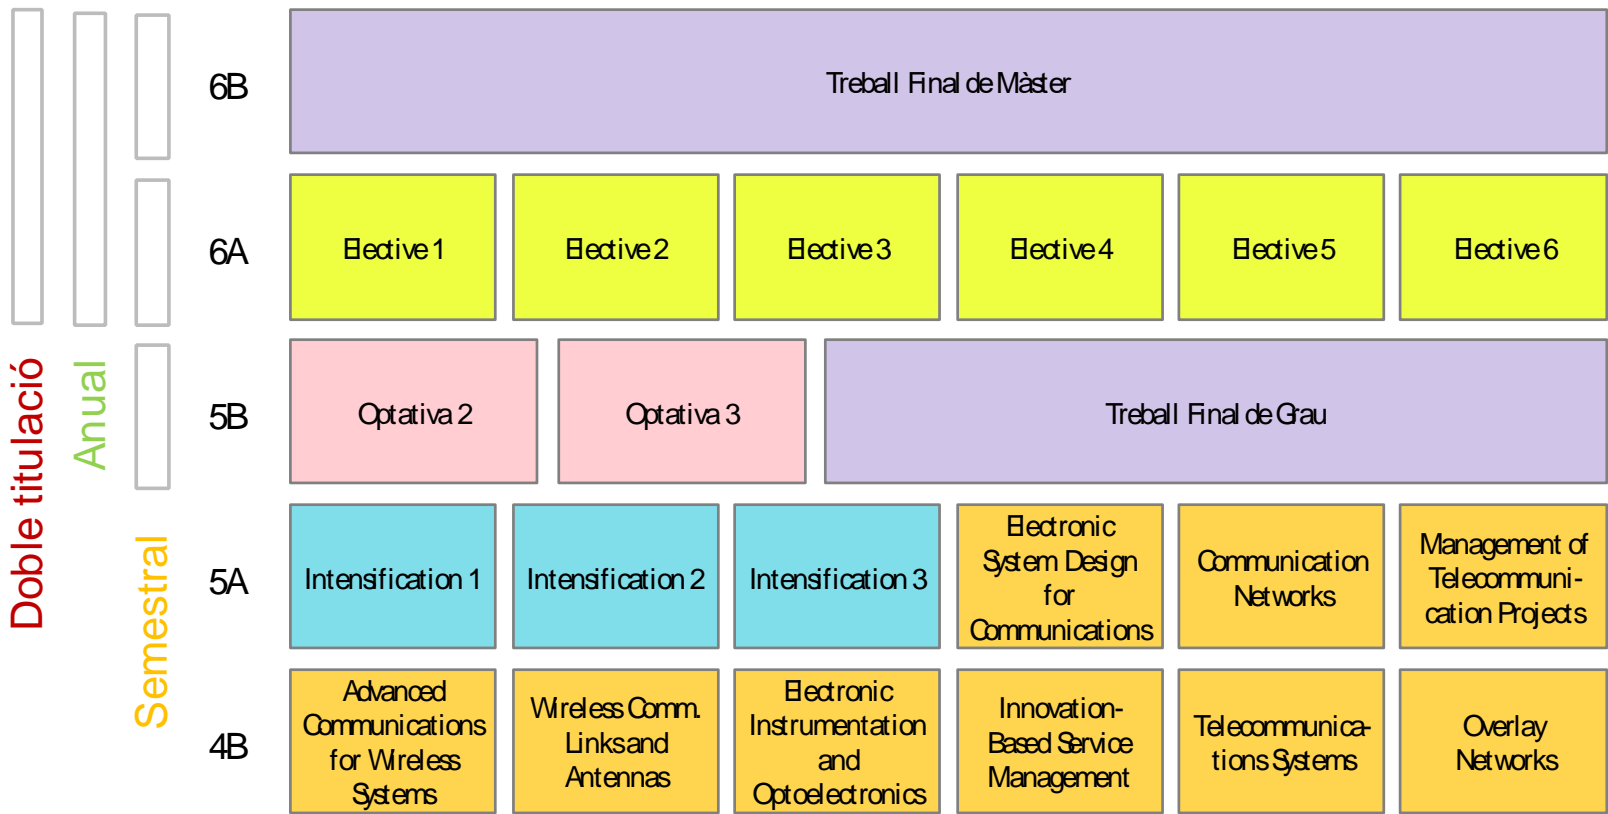 6B
Treball Final de Màster
6A
Elective 1
Elective 2
Elective 3
Elective 4
Elective 5
Elective 6
5B
Optativa 2
Optativa 3
Treball Final de Grau
5A
Intensification 1
Intensification 2
Intensification 3
Electronic
System Design
for
Communications
Communication
Networks
Management of
Telecommuni-
cation Projects
4B
Advanced
Communications
for Wireless
Systems
Wireless Comm.
Links and
Antennas
Electronic
Instrumentation
and
Optoelectronics
Innovation-
Based Service
Management
Telecommunica-
tions Systems
Overlay
Networks
Doble titulació
Anual
Semestral